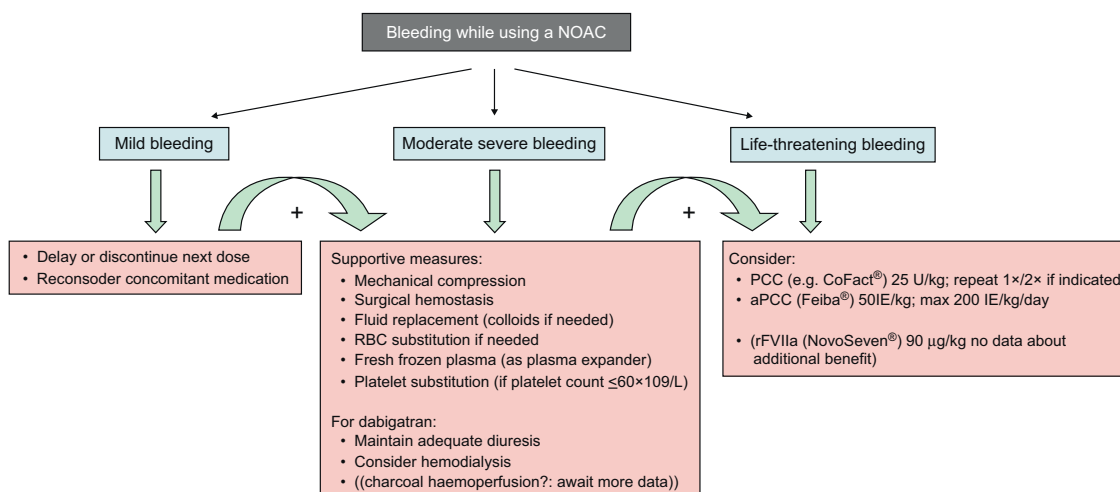 Bleeding while using a NOAC
Mild bleeding
Moderate severe bleeding
Life-threatening bleeding
+
+
• Delay or discontinue next dose
• Reconsoder concomitant medication
Supportive measures:
• Mechanical compression
• Surgical hemostasis
• Fluid replacement (colloids if needed)
• RBC substitution if needed
• Fresh frozen plasma (as plasma expander)
• Platelet substitution (if platelet count ≤60×109/L)
For dabigatran:
• Maintain adequate diuresis
• Consider hemodialysis
• ((charcoal haemoperfusion?: await more data))
Consider:
• PCC (e.g. CoFact®) 25 U/kg; repeat 1×/2× if indicated
• aPCC (Feiba®) 50IE/kg; max 200 IE/kg/day
• (rFVIIa (NovoSeven®) 90 μg/kg no data about
additional benefit)